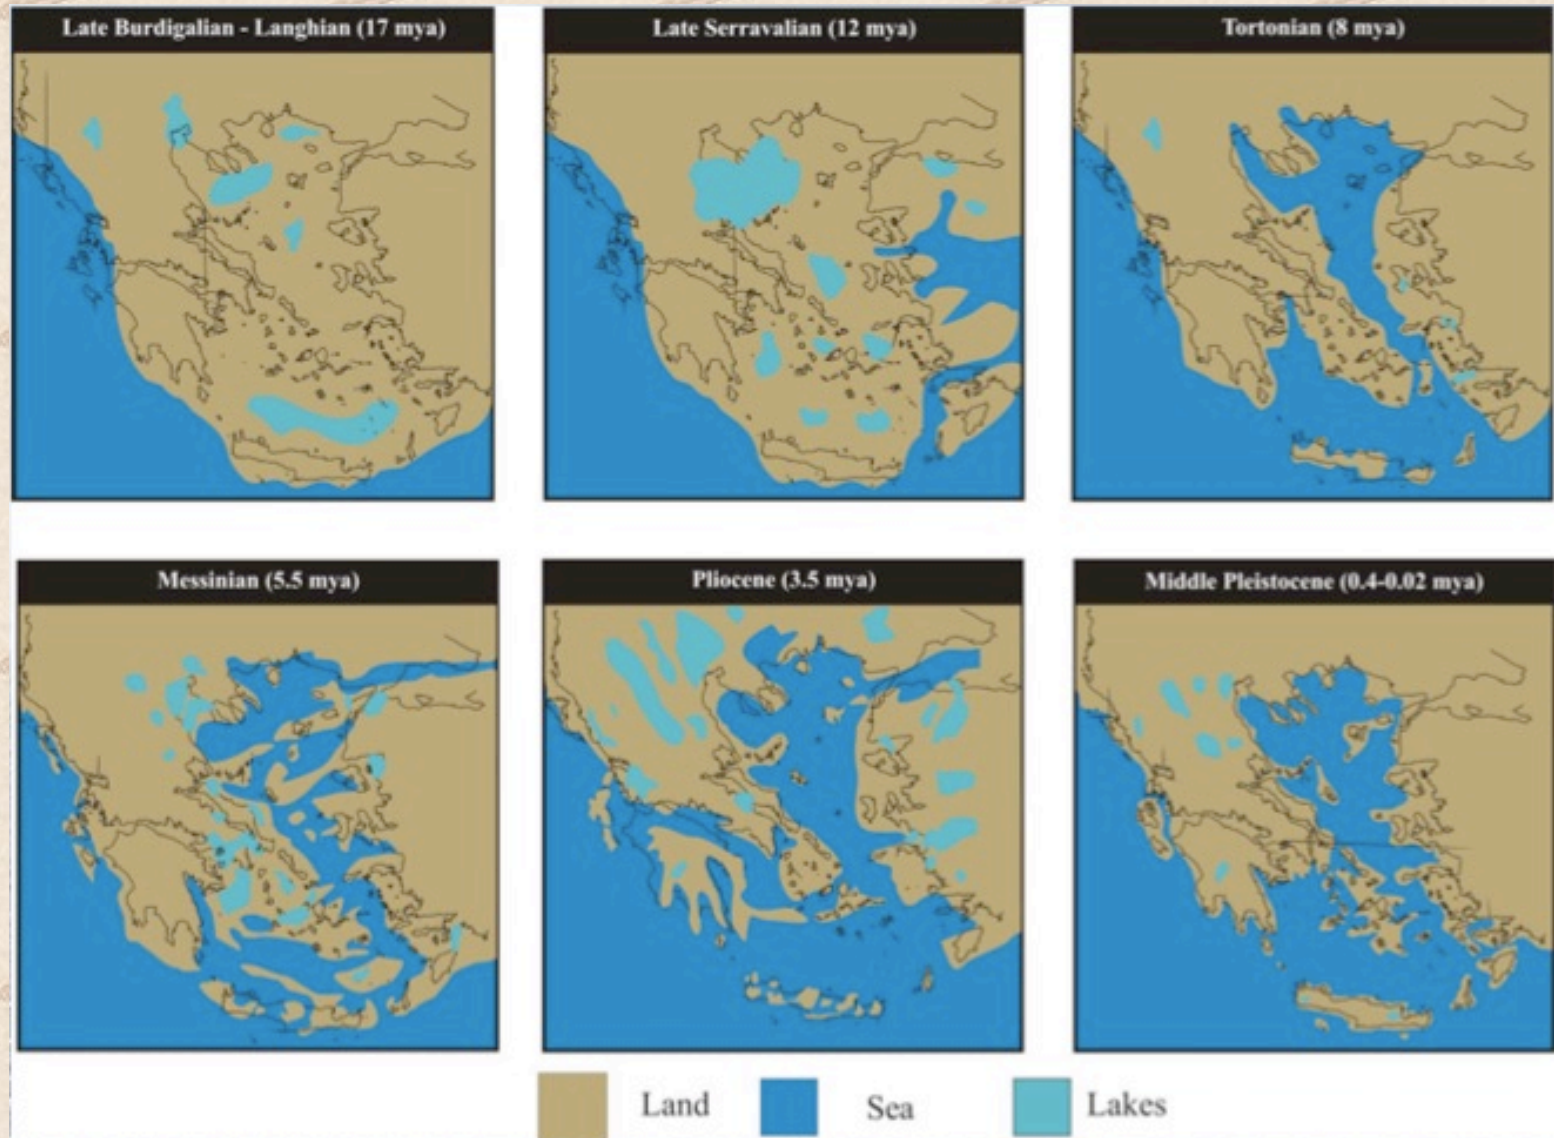 Late Burdigalian - Langhian (17 mya)
Late Serravalian (12 mya)
Tortonian (8 mya)
Messinian (5.5 mya)
Pliocene (3.5 mya)
Middle Pleistocene (0.4-0.02 mya)
Land
Sea
Lakes